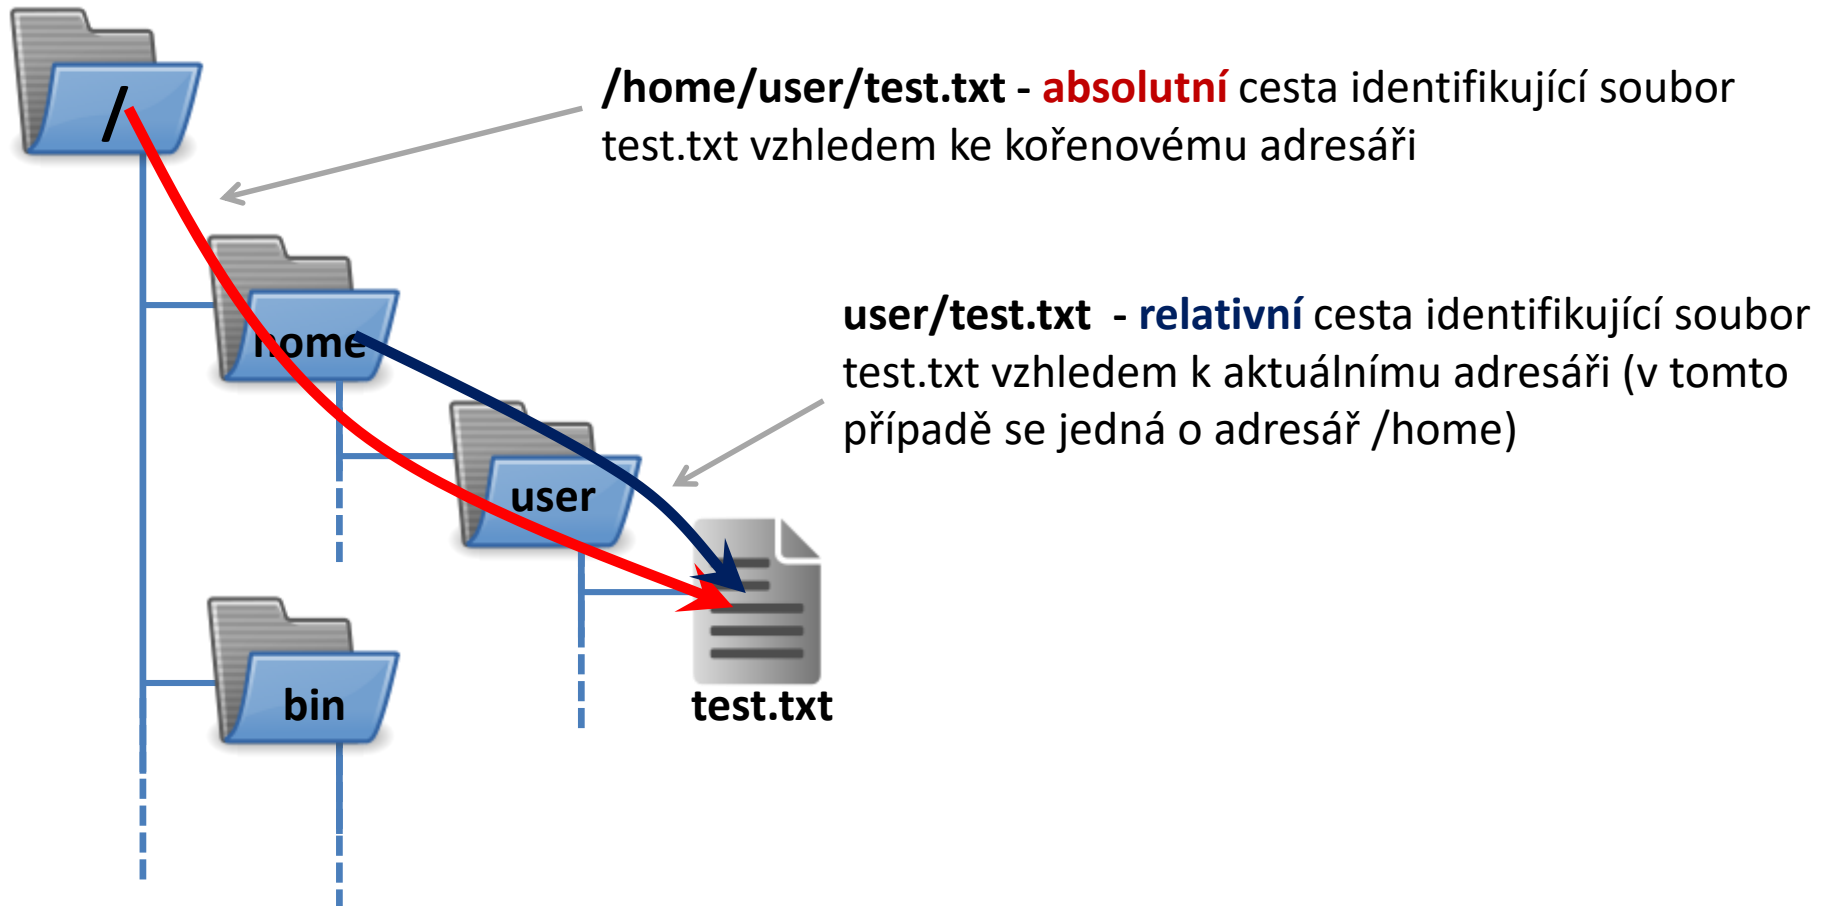 /
/home/user/test.txt - absolutní cesta identifikující soubor
test.txt vzhledem ke kořenovému adresáři
home
user/test.txt - relativní cesta identifikující soubor
test.txt vzhledem k aktuálnímu adresáři (v tomto
případě se jedná o adresář /home)
user
bin
test.txt